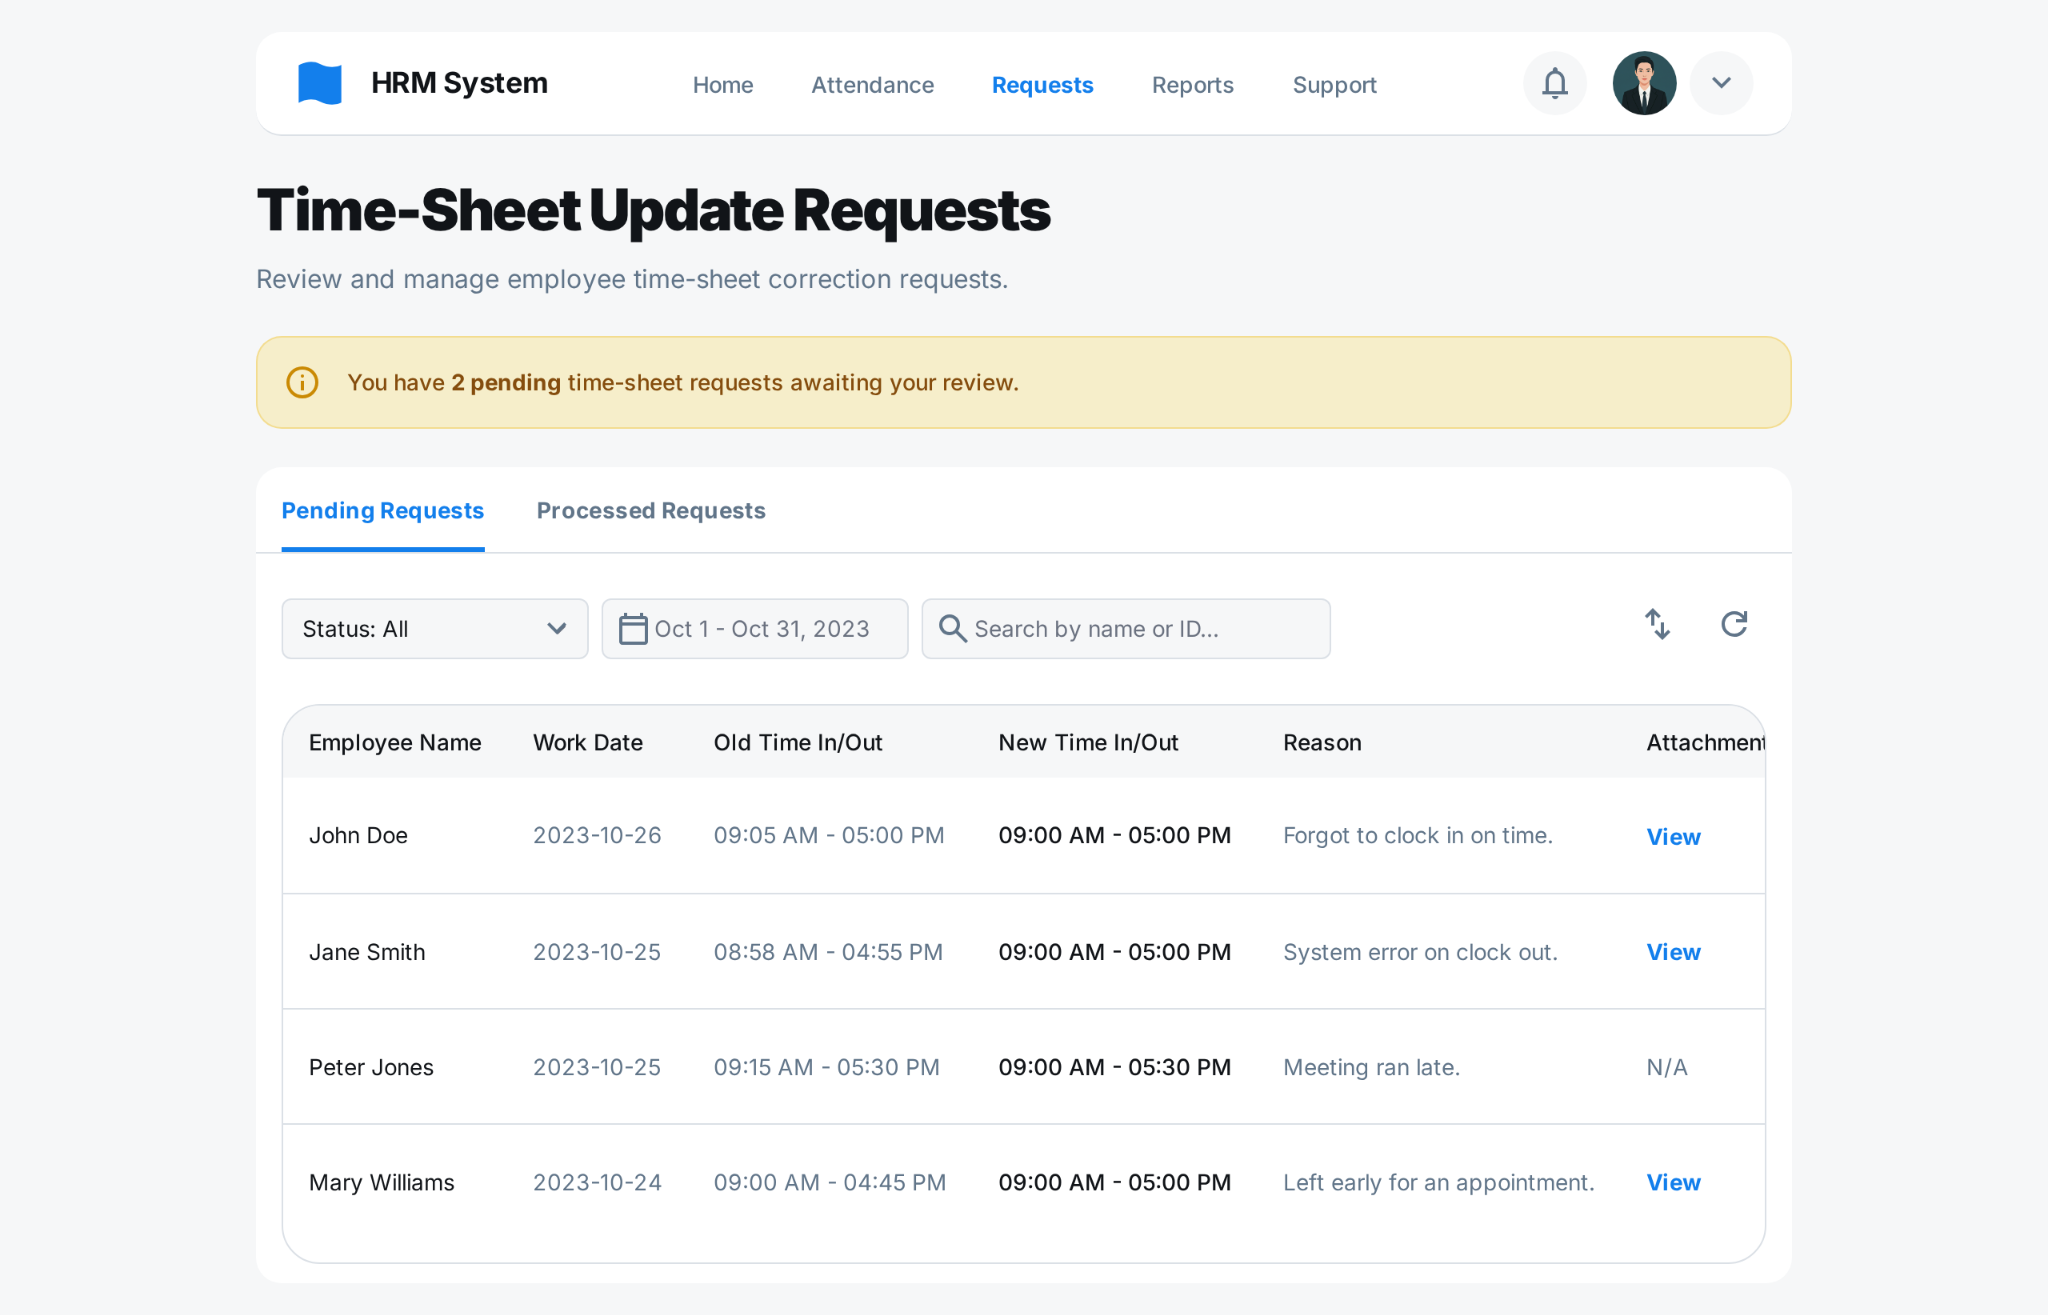 HRM System
Home Attendance Requests Reports Support
Time-Sheet Update Requests
Review and manage employee time-sheet correction requests.
You have 2 pending time-sheet requests awaiting your review.
Pending Requests Processed Requests
Status: All Oct 1 - Oct 31, 2023 Search by name or ID...
Employee Name Work Date Old Time In/Out New Time In/Out Reason Attachment
John Doe 2023-10-26 09:05 AM - 05:00 PM 09:00 AM - 05:00 PM Forgot to clock in on time. View
Jane Smith 2023-10-25 08:58 AM - 04:55 PM 09:00 AM - 05:00 PM System error on clock out. View
Peter Jones 2023-10-25 09:15 AM - 05:30 PM 09:00 AM - 05:30 PM Meeting ran late. N/A
Mary Williams 2023-10-24 09:00 AM - 04:45 PM 09:00 AM - 05:00 PM Left early for an appointment. View